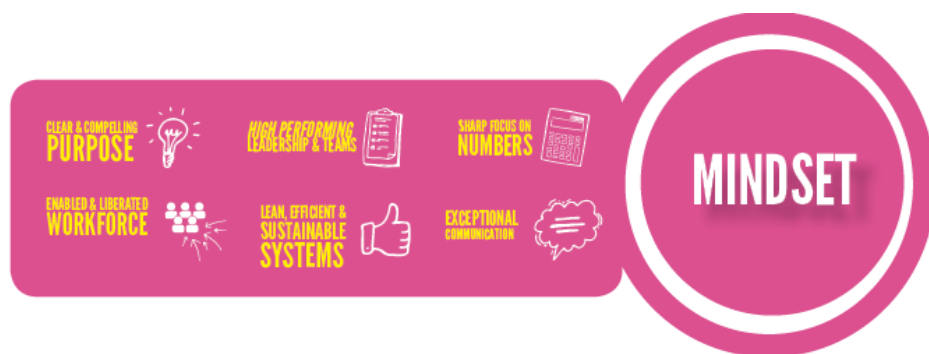 CLEAR & COMPELLING
PURPOSE
HIGH PERFORMING
LEADERSHIP & TEAMS
SHARP FOCUS ON
NUMBERS
ENABLED & LIBERATED
WORKFORCE
LEAN, EFFICIENT &
SUSTAINABLE
SYSTEMS
EXCEPTIONAL
COMMUNICATION
MINDSET